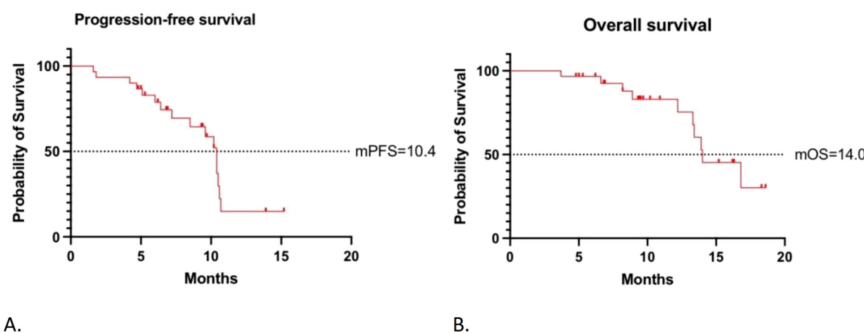 Progression-free survival
Probability of Survival
100
50
0
0 5 10 15 20
Months
mPFS=10.4
A.
Overall survival
Probability of Survival
100
50
0
0 5 10 15 20
Months
mOS=14.0
B.